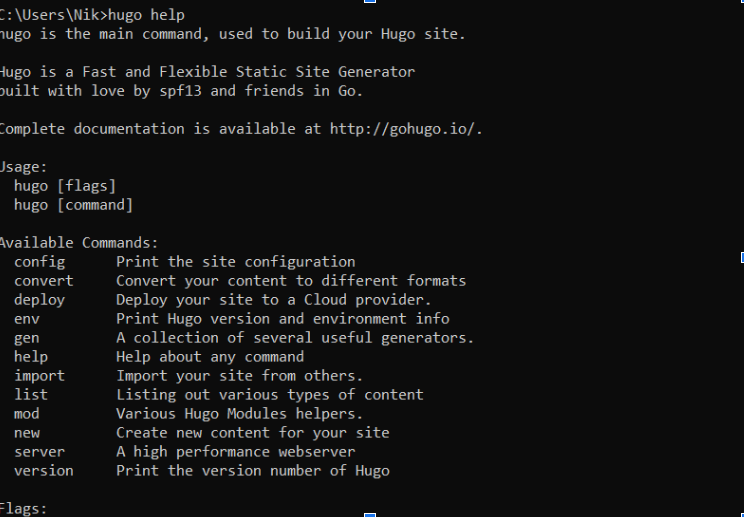 C:\Users\Nik>hugo help
hugo is the main command, used to build your Hugo site.
Hugo is a Fast and Flexible Static Site Generator
built with love by spf13 and friends in Go.
Complete documentation is available at http://gohugo.io/.
Usage:
hugo [flags]
hugo [command]
Available Commands:
config Print the site configuration
convert Convert your content to different formats
deploy Deploy your site to a Cloud provider.
env Print Hugo version and environment info
gen A collection of several useful generators.
help Help about any command
import Import your site from others.
list Listing out various types of content
mod Various Hugo Modules helpers.
new Create new content for your site
server A high performance webserver
version Print the version number of Hugo
Flags: